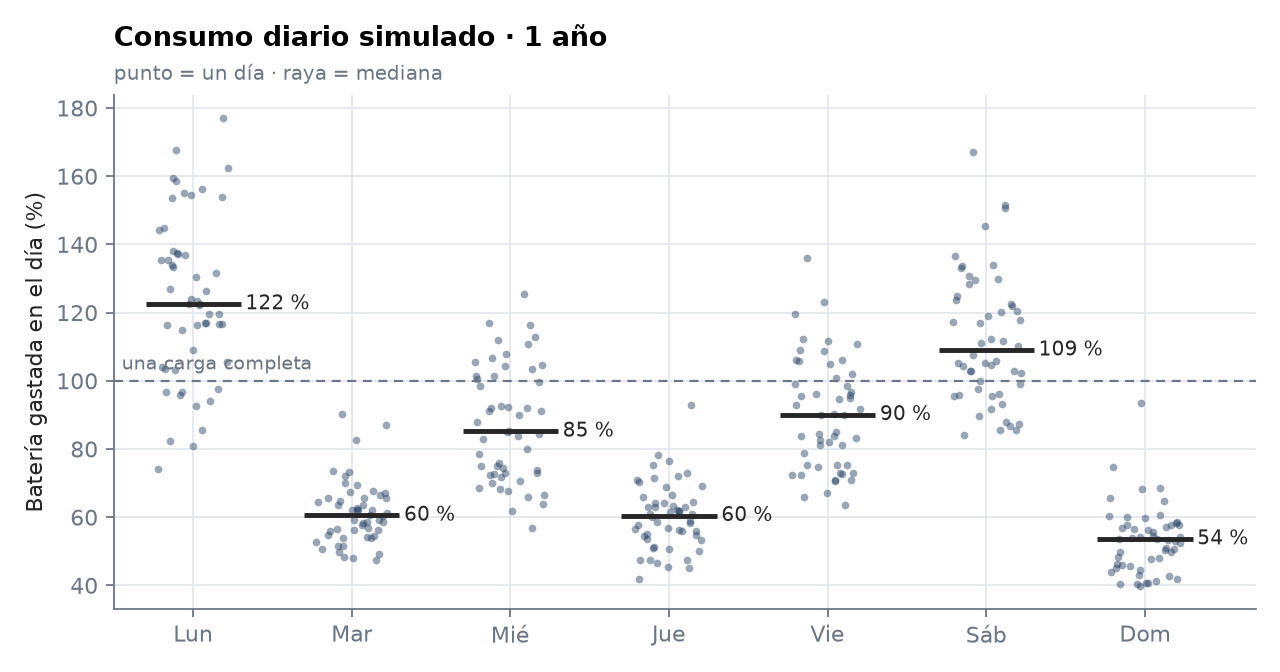 Consumo diario simulado · 1 año
punto = un día · raya = mediana
Batería gastada en el día (%)
180
160
140
120
100
80
60
40
122 %
una carga completa
60 %
85 %
60 %
90 %
109 %
54 %
Lun
Mar
Mié
Jue
Vie
Sáb
Dom